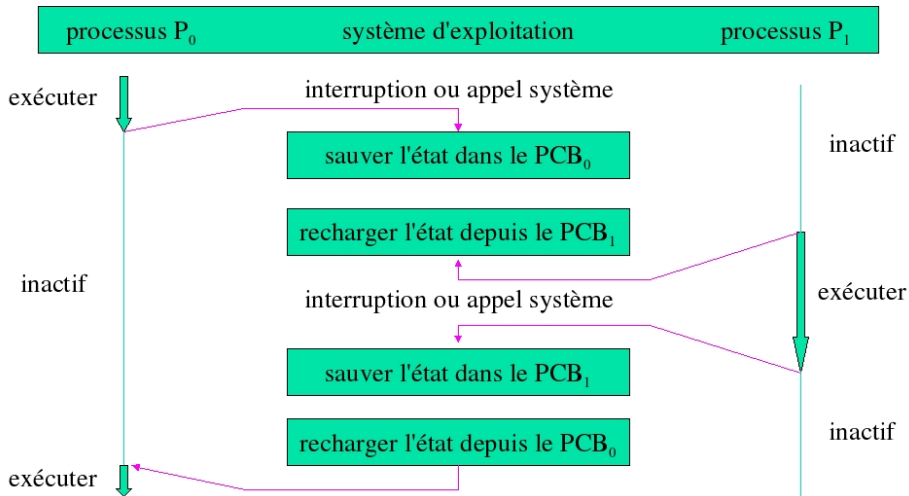 processus P₀ système d'exploitation processus P₁
exécuter
interruption ou appel système
inactif
sauver l'état dans le PCB₀
recharger l'état depuis le PCB₁
inactif
interruption ou appel système
exécuter
sauver l'état dans le PCB₁
recharger l'état depuis le PCB₀
inactif
exécuter